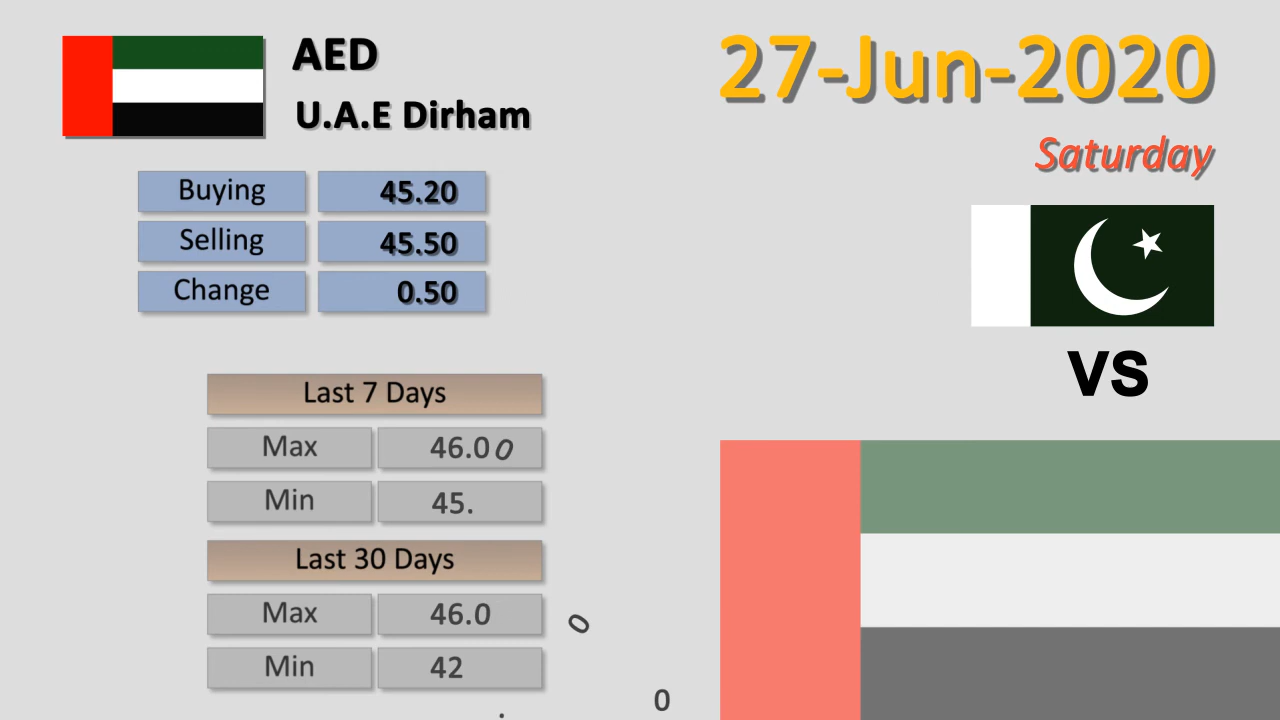 AED
U.A.E Dirham
27-Jun-2020
Saturday
Buying 45.20
Selling 45.50
Change 0.50
VS
Last 7 Days
Max 46.00
Min 45.
Last 30 Days
Max 46.0 0
Min 42
. 0